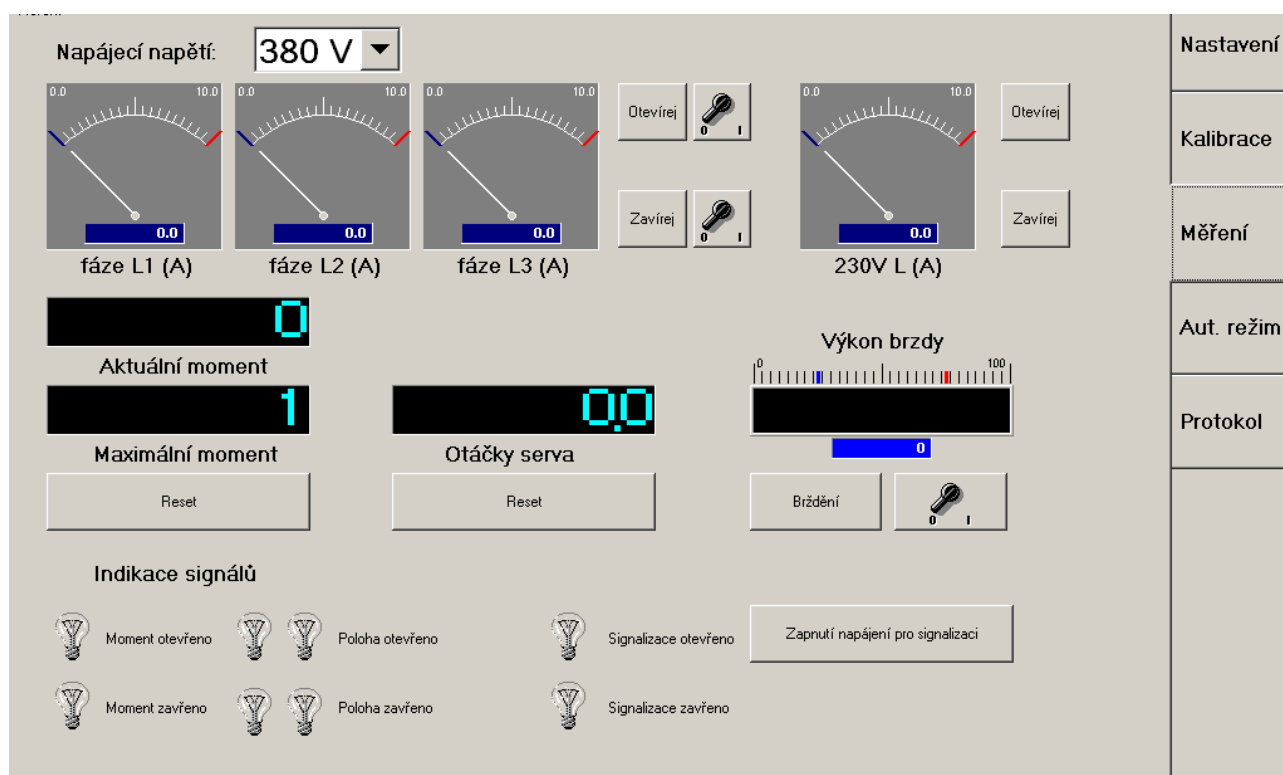 Napájecí napětí: 380 V
0.0 10.0 0.0 10.0 0.0 10.0 0.0 10.0
Otevírej 0 I Otevírej
Zavírej 0 I Zavírej
0.0 0.0 0.0 0.0
fáze L1 (A) fáze L2 (A) fáze L3 (A) 230V L (A)
0
Aktuální moment
Výkon brzdy
0 100
1 0.0
0
Maximální moment Otáčky serva
Reset Reset Brždění 0 I
Indikace signálů
Moment otevřeno Poloha otevřeno Signalizace otevřeno Zapnutí napájení pro signalizaci
Moment zavřeno Poloha zavřeno Signalizace zavřeno
Nastavení
Kalibrace
Měření
Aut. režim
Protokol